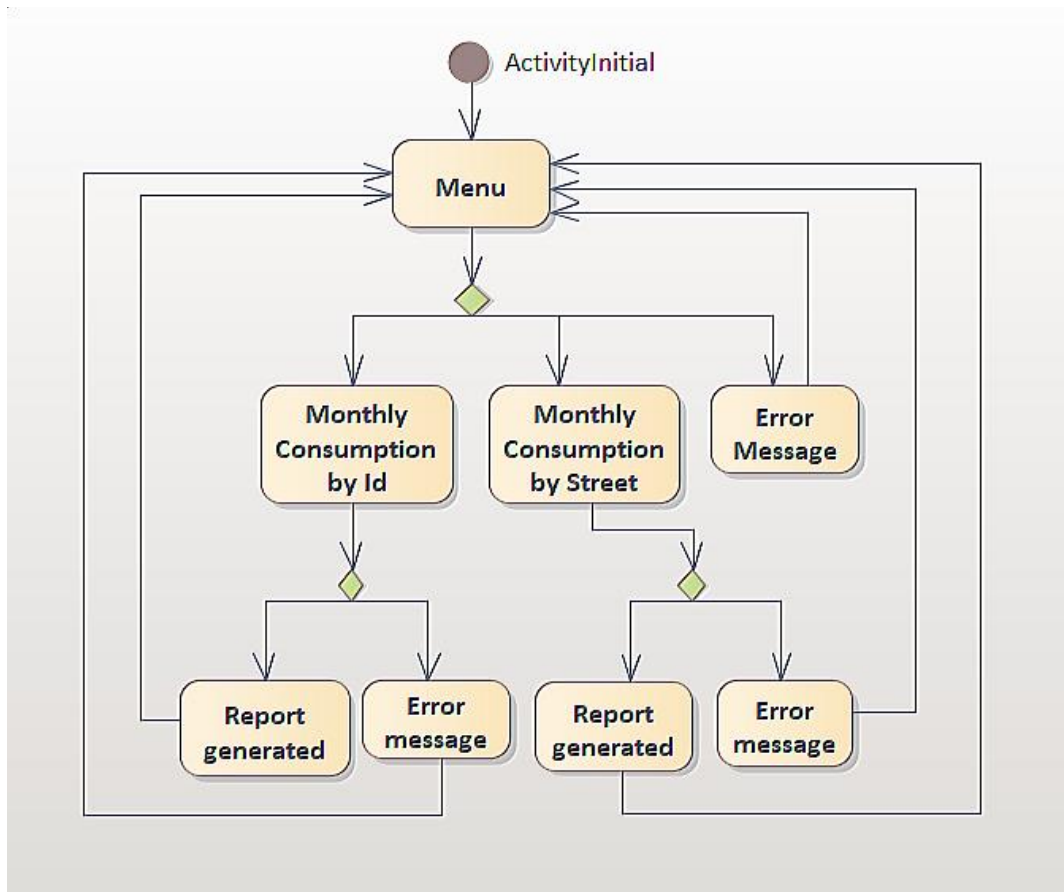 ActivityInitial
Menu
Monthly
Consumption
by Id
Monthly
Consumption
by Street
Error
Message
Report
generated
Error
message
Report
generated
Error
message